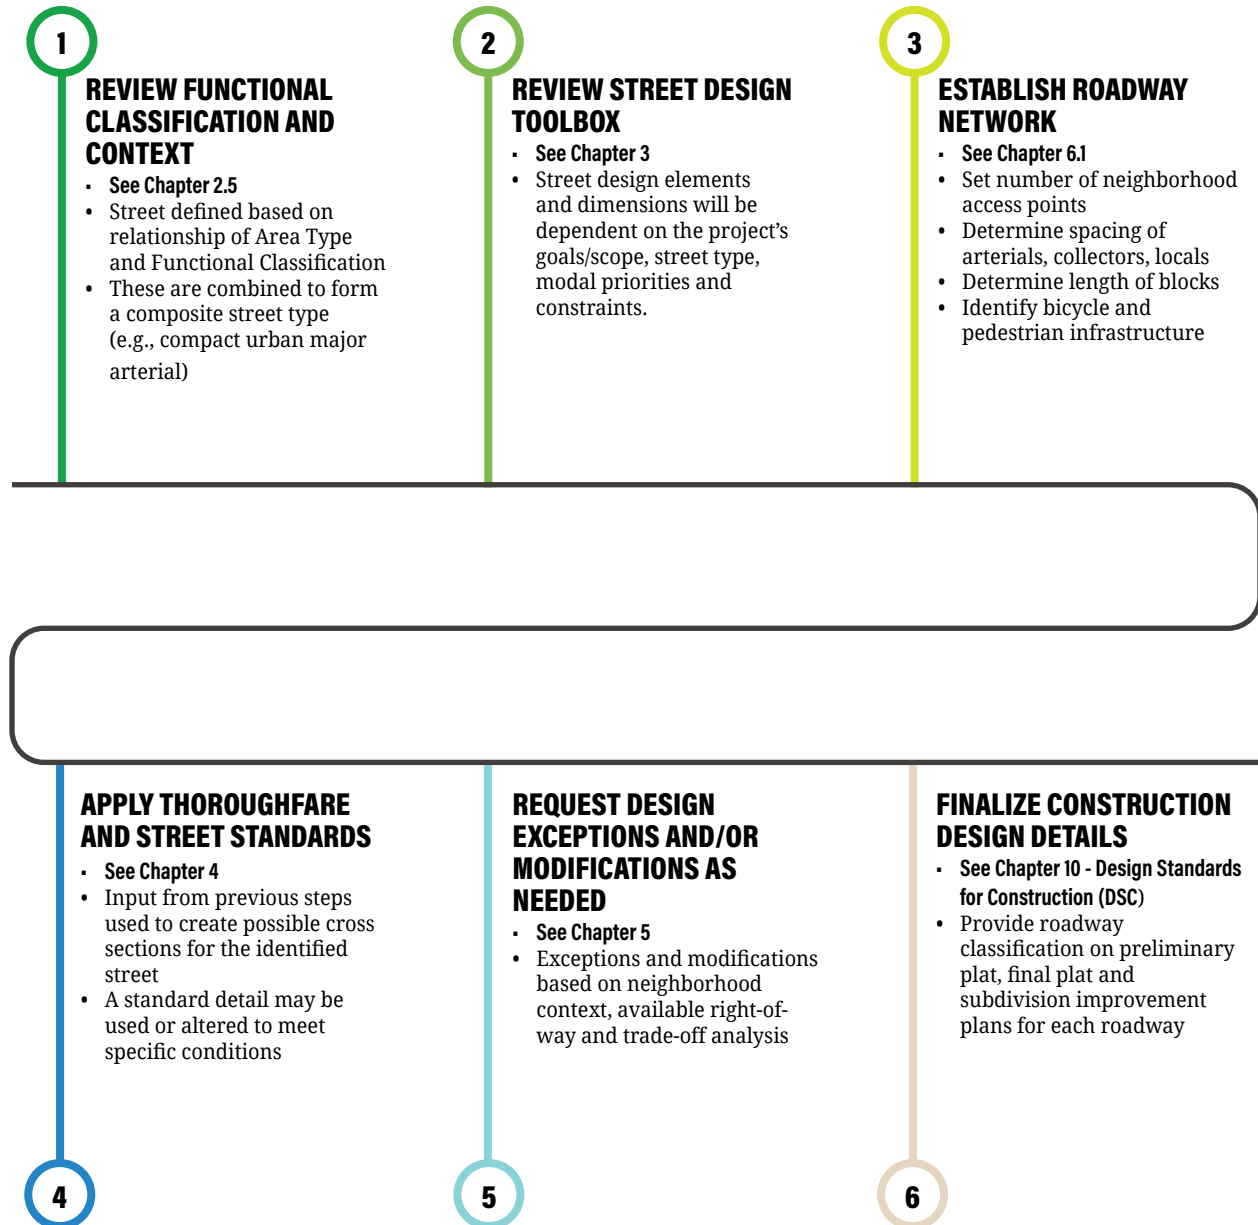 1
REVIEW FUNCTIONAL
CLASSIFICATION AND
CONTEXT
▪ See Chapter 2.5
• Street defined based on
relationship of Area Type
and Functional Classification
• These are combined to form
a composite street type
(e.g., compact urban major
arterial)
2
REVIEW STREET DESIGN
TOOLBOX
▪ See Chapter 3
• Street design elements
and dimensions will be
dependent on the project’s
goals/scope, street type,
modal priorities and
constraints.
3
ESTABLISH ROADWAY
NETWORK
▪ See Chapter 6.1
• Set number of neighborhood
access points
• Determine spacing of
arterials, collectors, locals
• Determine length of blocks
• Identify bicycle and
pedestrian infrastructure
APPLY THOROUGHFARE
AND STREET STANDARDS
▪ See Chapter 4
• Input from previous steps
used to create possible cross
sections for the identified
street
• A standard detail may be
used or altered to meet
specific conditions
4
REQUEST DESIGN
EXCEPTIONS AND/OR
MODIFICATIONS AS
NEEDED
▪ See Chapter 5
• Exceptions and modifications
based on neighborhood
context, available right-of-
way and trade-off analysis
5
FINALIZE CONSTRUCTION
DESIGN DETAILS
▪ See Chapter 10 - Design Standards
for Construction (DSC)
• Provide roadway
classification on preliminary
plat, final plat and
subdivision improvement
plans for each roadway
6